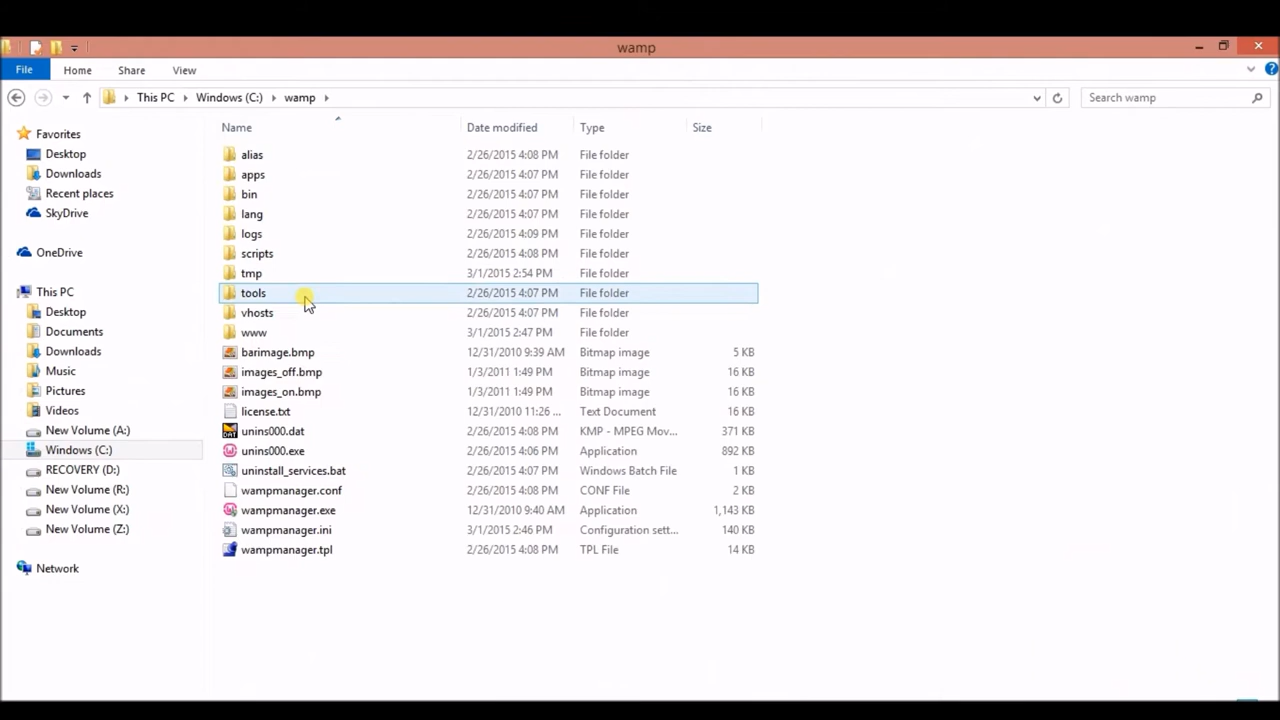 wamp
File Home Share View
This PC Windows (C:) wamp Search wamp
Name Date modified Type Size
Favorites
Desktop
Downloads
Recent places
SkyDrive
OneDrive
This PC
Desktop
Documents
Downloads
Music
Pictures
Videos
New Volume (A:)
Windows (C:)
RECOVERY (D:)
New Volume (R:)
New Volume (X:)
New Volume (Z:)
Network
alias 2/26/2015 4:08 PM File folder
apps 2/26/2015 4:07 PM File folder
bin 2/26/2015 4:07 PM File folder
lang 2/26/2015 4:07 PM File folder
logs 2/26/2015 4:09 PM File folder
scripts 2/26/2015 4:08 PM File folder
tmp 3/1/2015 2:54 PM File folder
tools 2/26/2015 4:07 PM File folder
vhosts 2/26/2015 4:07 PM File folder
www 3/1/2015 2:47 PM File folder
barimage.bmp 12/31/2010 9:39 AM Bitmap image 5 KB
images_off.bmp 1/3/2011 1:49 PM Bitmap image 16 KB
images_on.bmp 1/3/2011 1:49 PM Bitmap image 16 KB
license.txt 12/31/2010 11:26 ... Text Document 16 KB
unins000.dat 2/26/2015 4:08 PM KMP - MPEG Mov... 371 KB
unins000.exe 2/26/2015 4:06 PM Application 892 KB
uninstall_services.bat 2/26/2015 4:07 PM Windows Batch File 1 KB
wampmanager.conf 2/26/2015 4:08 PM CONF File 2 KB
wampmanager.exe 12/31/2010 9:40 AM Application 1,143 KB
wampmanager.ini 3/1/2015 2:46 PM Configuration sett... 140 KB
wampmanager.tpl 2/26/2015 4:08 PM TPL File 14 KB